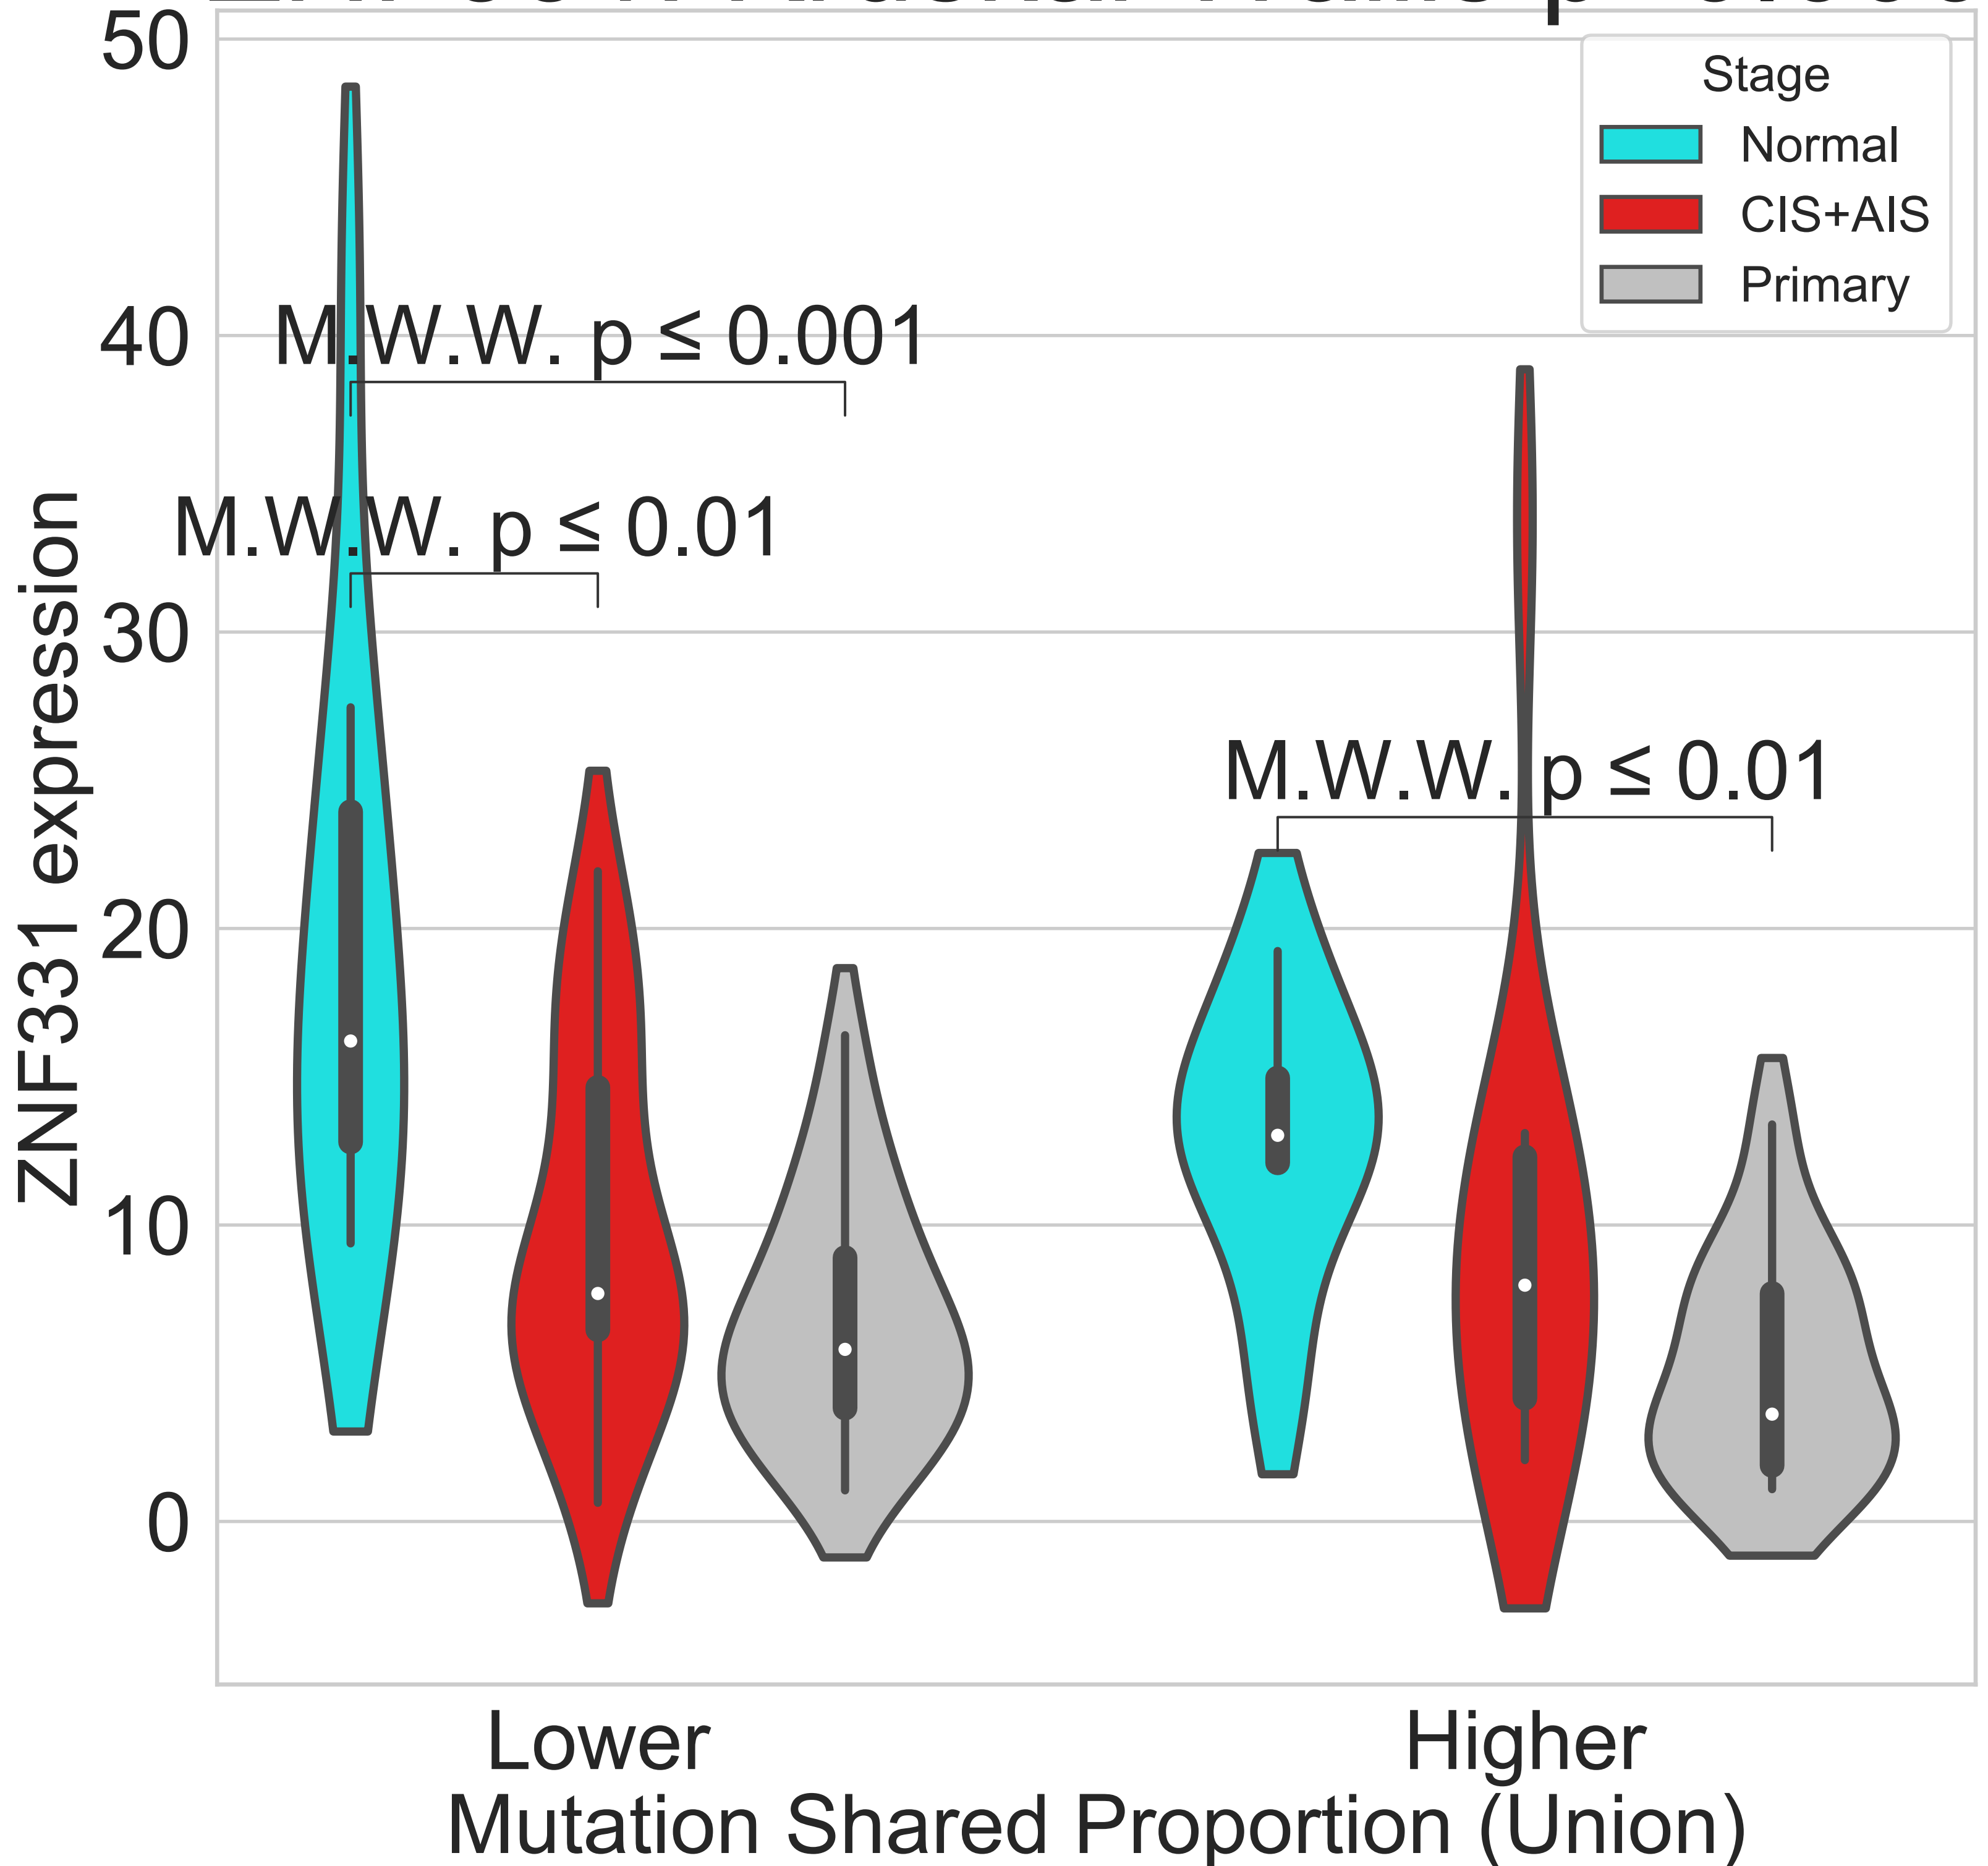 50
40
30
20
10
0
ZNF331 expression
Stage
Normal
CIS+AIS
Primary
M.W.W. p ≤ 0.001
M.W.W. p ≤ 0.01
M.W.W. p ≤ 0.01
Lower
Higher
Mutation Shared Proportion (Union)